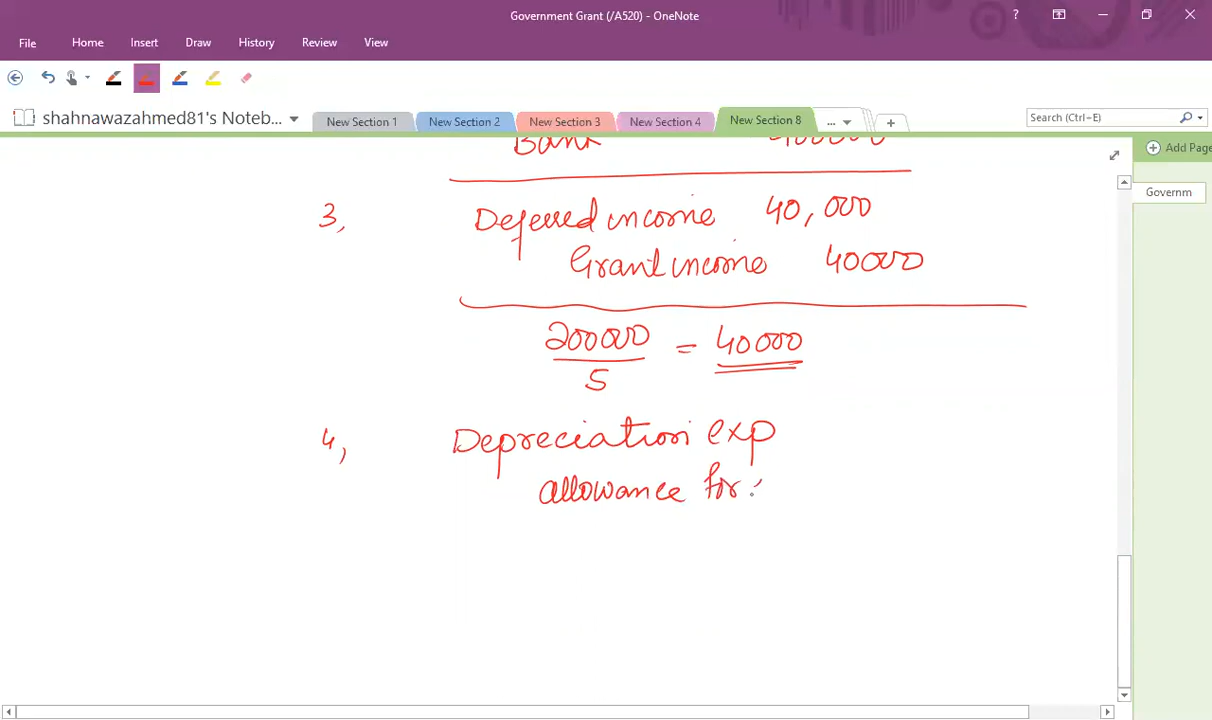 Government Grant (/A520) - OneNote
?
File Home Insert Draw History Review View
shahnawazahmed81's Noteb... New Section 1 New Section 2 New Section 3 New Section 4 New Section 8 ... + Search (Ctrl+E)
Add Page
Governm
Bank 400000
3, Deferred income 40,000
Grant income 40000
200000
5
= 40000
4, Depreciation exp
allowance for